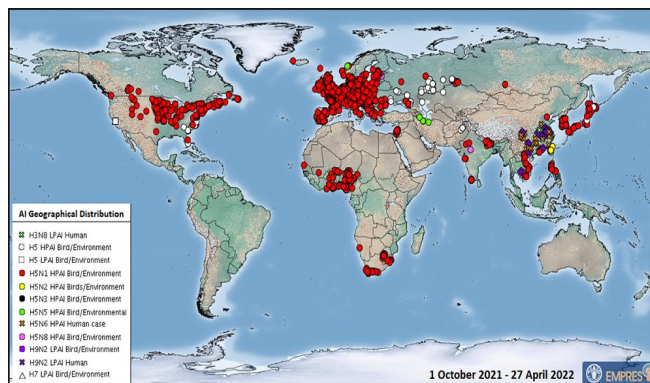 AI Geographical Distribution
H3N8 LPAI Human
H5 HPAI Bird/Environment
H5 LPAI Bird/Environment
H5N1 HPAI Bird/Environment
H5N2 HPAI Birds/Environment
H5N3 HPAI Bird/Environment
H5N5 HPAI Bird/Environmental
H5N6 HPAI Human case
H5N8 HPAI Bird/Environment
H9N2 LPAI Bird/Environment
H9N2 LPAI Human
H7 LPAI Bird/Environment
1 October 2021 - 27 April 2022
EMPRES